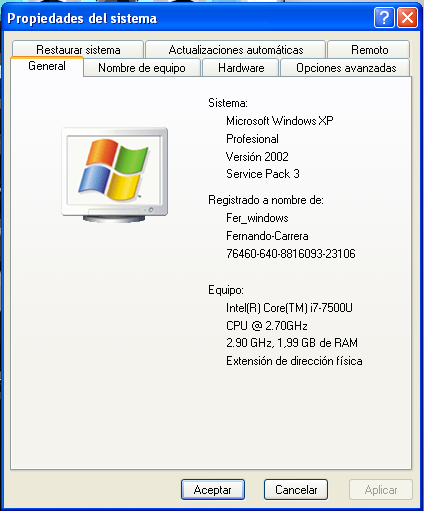 Propiedades del sistema
Restaurar sistema
Actualizaciones automáticas
Remoto
General
Nombre de equipo
Hardware
Opciones avanzadas
Sistema:
Microsoft Windows XP
Profesional
Versión 2002
Service Pack 3
Registrado a nombre de:
Fer_windows
Fernando-Carrera
76460-640-8816093-23106
Equipo:
Intel(R) Core(TM) i7-7500U
CPU @ 2.70GHz
2.90 GHz, 1,99 GB de RAM
Extensión de dirección física
Aceptar
Cancelar
Aplicar